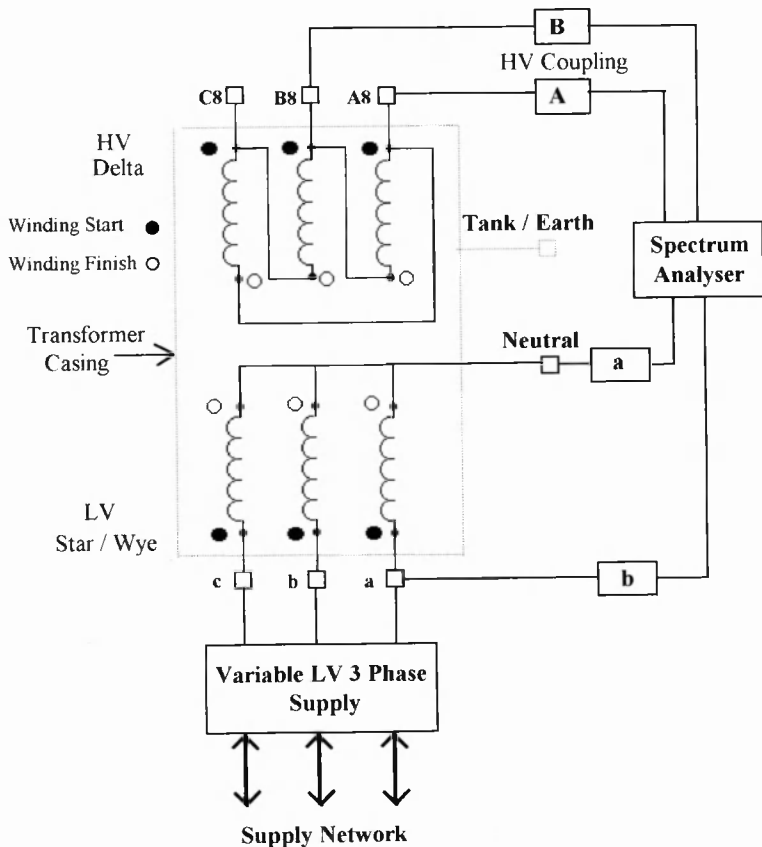 B
HV Coupling
C8 B8 A8 A
HV
Delta
Winding Start
Winding Finish
Tank / Earth
Spectrum
Analyser
Transformer
Casing
Neutral
a
LV
Star / Wye
c b a b
Variable LV 3 Phase
Supply
Supply Network